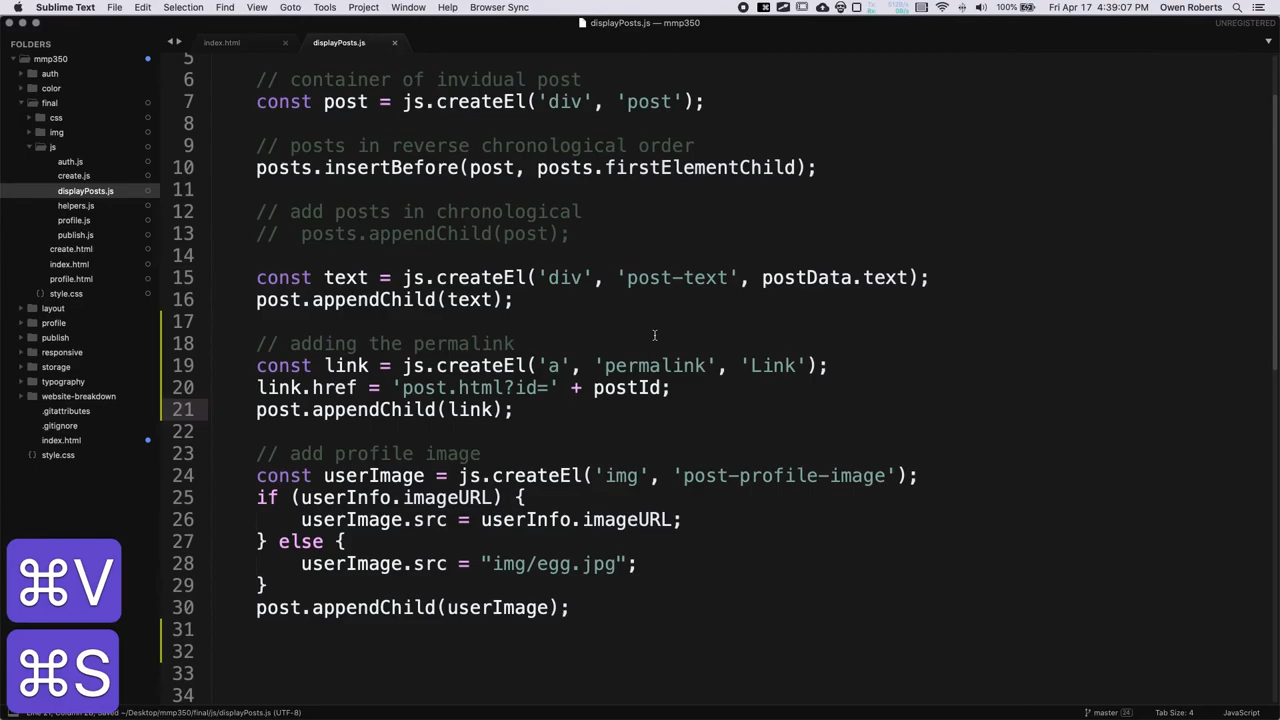 Sublime Text File Edit Selection Find View Goto Tools Project Window Help Browser Sync 100% Fri Apr 17 4:39:07 PM Owen Roberts
displayPosts.js — mmp350 UNREGISTERED
FOLDERS
index.html displayPosts.js
mmp350
auth
color
final
css
img
js
auth.js
create.js
displayPosts.js
helpers.js
profile.js
publish.js
create.html
index.html
profile.html
style.css
layout
profile
publish
responsive
storage
typography
website-breakdown
.gitattributes
.gitignore
index.html
style.css
5
6 // container of invidual post
7 const post = js.createEl('div', 'post');
8
9 // posts in reverse chronological order
10 posts.insertBefore(post, posts.firstElementChild);
11
12 // add posts in chronological
13 //  posts.appendChild(post);
14
15 const text = js.createEl('div', 'post-text', postData.text);
16 post.appendChild(text);
17
18 // adding the permalink
19 const link = js.createEl('a', 'permalink', 'Link');
20 link.href = 'post.html?id=' + postId;
21 post.appendChild(link);
22
23 // add profile image
24 const userImage = js.createEl('img', 'post-profile-image');
25 if (userInfo.imageURL) {
26 userImage.src = userInfo.imageURL;
27 } else {
28 userImage.src = "img/egg.jpg";
29 }
30 post.appendChild(userImage);
31
32
33
34
⌘V
⌘S
Saved ~/Desktop/mmp350/final/js/displayPosts.js (UTF-8) master 24 Tab Size: 4 JavaScript